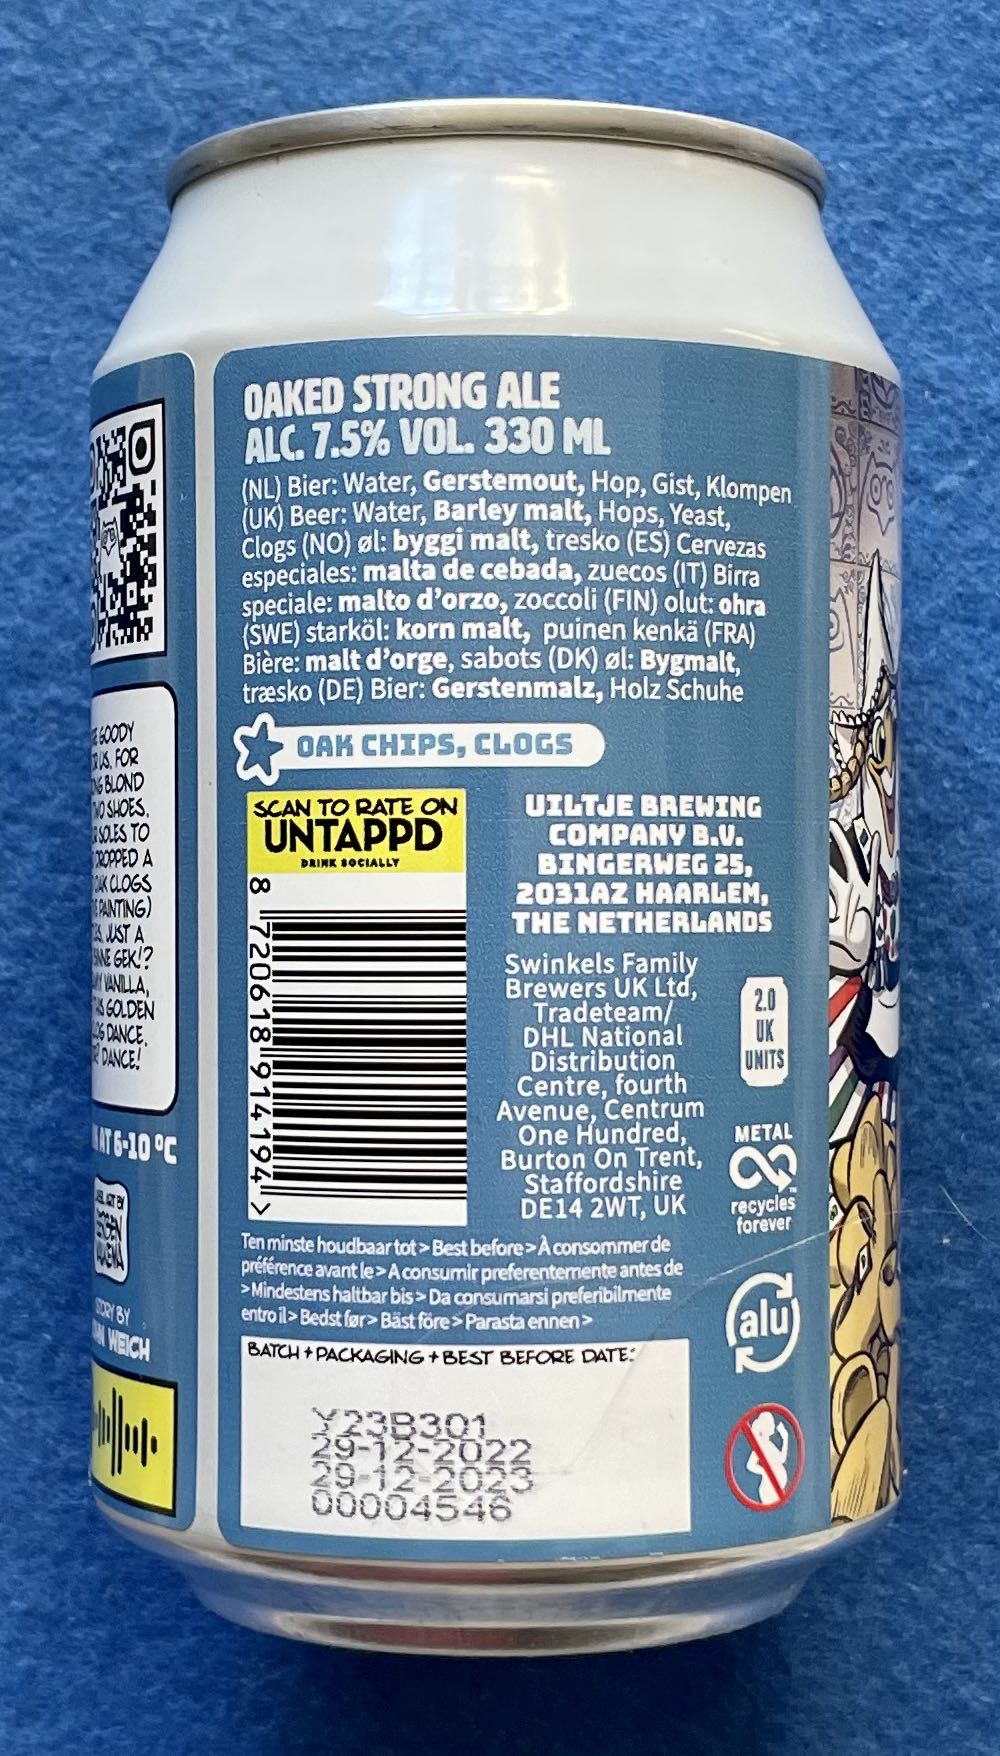 OAKED STRONG ALE
ALC. 7.5% VOL. 330 ML
(NL) Bier: Water, Gerstemout, Hop, Gist, Klompen
(UK) Beer: Water, Barley malt, Hops, Yeast,
Clogs (NO) øl: byggi malt, tresko (ES) Cervezas
especiales: malta de cebada, zuecos (IT) Birra
speciale: malto d'orzo, zoccoli (FIN) olut: ohra
(SWE) starköl: korn malt, puinen kenkä (FRA)
Bière: malt d'orge, sabots (DK) øl: Bygmalt,
træsko (DE) Bier: Gerstenmalz, Holz Schuhe
OAK CHIPS, CLOGS
SCAN TO RATE ON
UNTAPPD
DRINK SOCIALLY
8 720618 914194 >
UILTJE BREWING
COMPANY B.V.
BINGERWEG 25,
2031AZ HAARLEM,
THE NETHERLANDS
Swinkels Family
Brewers UK Ltd,
Tradeteam/
DHL National
Distribution
Centre, fourth
Avenue, Centrum
One Hundred,
Burton On Trent,
Staffordshire
DE14 2WT, UK
2.0
UK
UNITS
METAL
recycles
forever™
alu
Ten minste houdbaar tot > Best before > À consommer de
préférence avant le > A consumir preferentemente antes de
> Mindestens haltbar bis > Da consumarsi preferibilmente
entro il > Bedst før > Bäst före > Parasta ennen >
BATCH + PACKAGING + BEST BEFORE DATE:
Y23B301
29-12-2022
29-12-2023
00004546
GOODY
US, FOR
BLOND
SHOES.
SOLES TO
DROPPED A
OAK CLOGS
PAINTING)
JUST A
GEK!?
VANILLA,
GOLDEN
DANCE,
DANCE!
AT 6-10 °C
STORY BY
WEICH